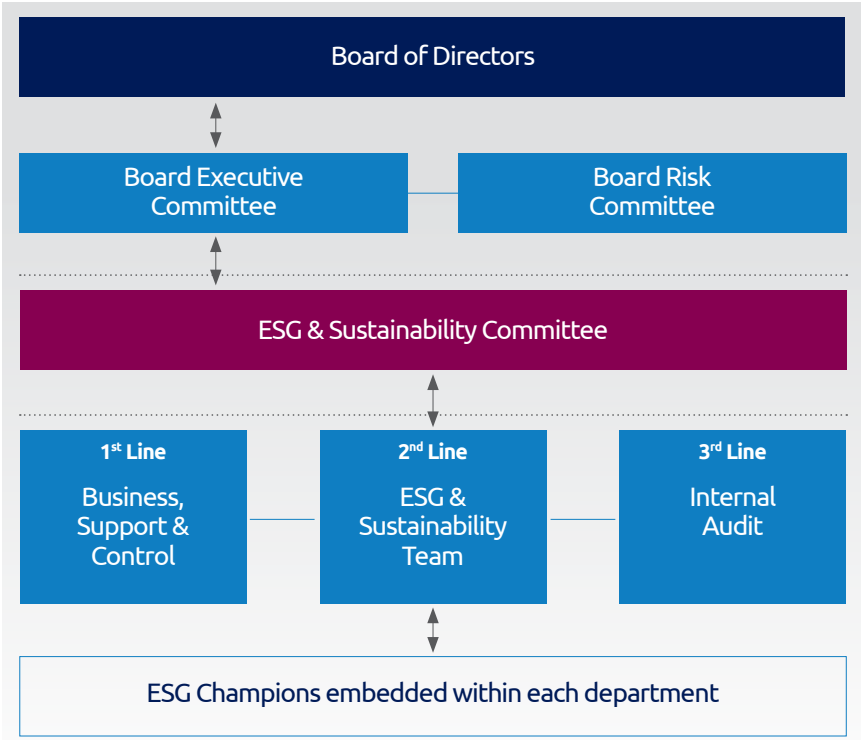 Board of Directors
Board Executive
Committee
Board Risk
Committee
ESG & Sustainability Committee
1st Line
Business,
Support &
Control
2nd Line
ESG &
Sustainability
Team
3rd Line
Internal
Audit
ESG Champions embedded within each department